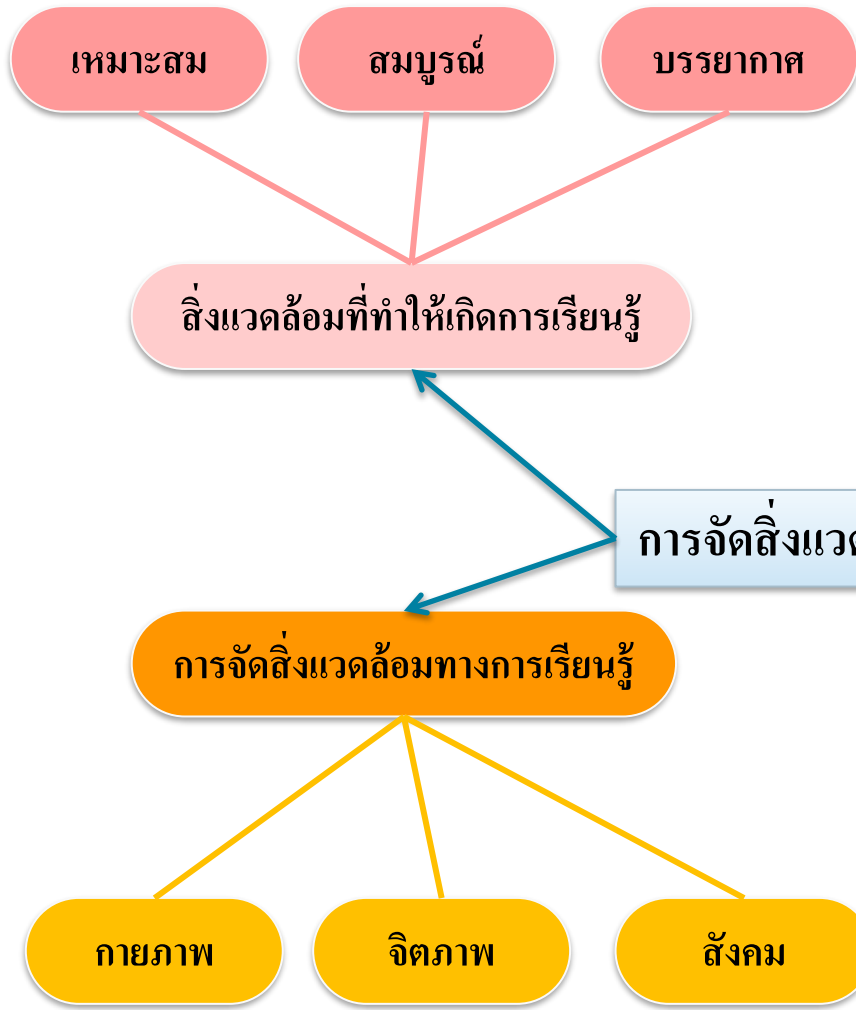 เหมาะสม
สมบูรณ์
บรรยากาศ
สิ่งแวดล้อมที่ทำให้เกิดการเรียนรู้
การจัดสิ่งแวด
การจัดสิ่งแวดล้อมทางการเรียนรู้
กายภาพ
จิตภาพ
สังคม